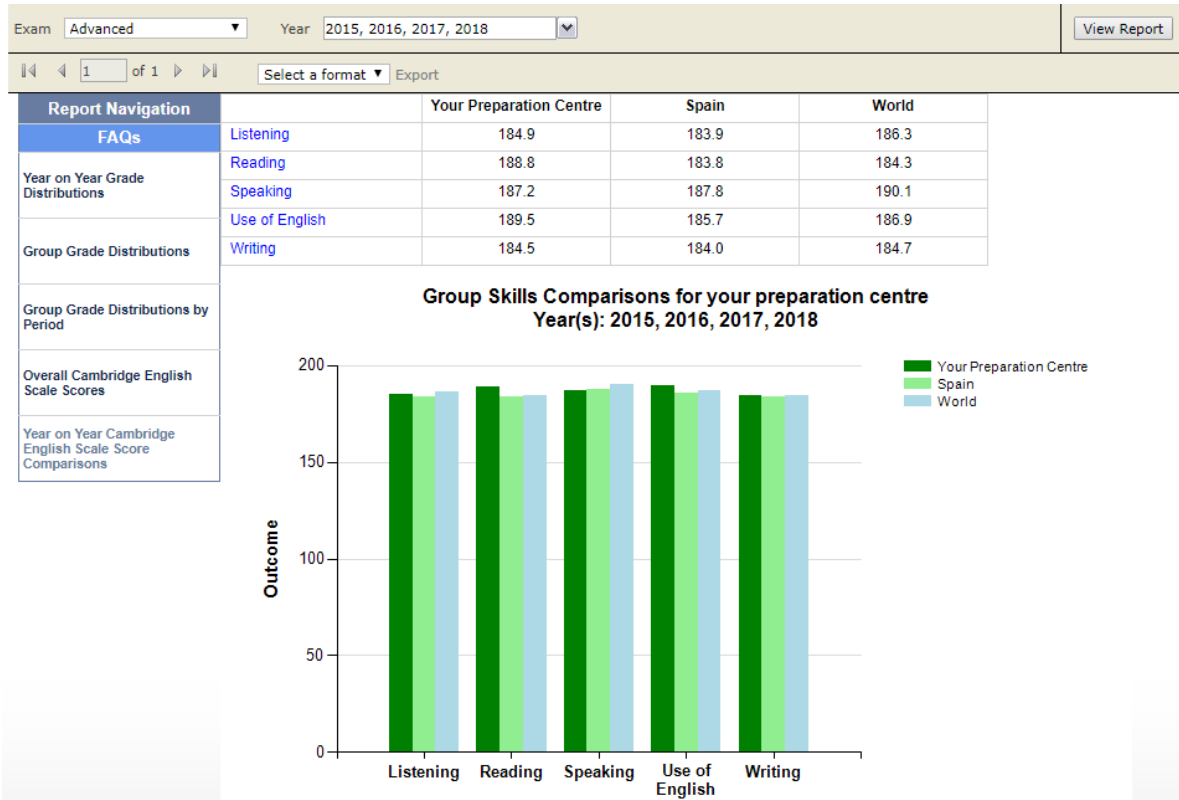 Exam Advanced Year 2015, 2016, 2017, 2018 View Report
1 of 1 Select a format Export
Report Navigation
FAQs
Year on Year Grade
Distributions
Group Grade Distributions
Group Grade Distributions by
Period
Overall Cambridge English
Scale Scores
Year on Year Cambridge
English Scale Score
Comparisons
Your Preparation Centre Spain World
Listening 184.9 183.9 186.3
Reading 188.8 183.8 184.3
Speaking 187.2 187.8 190.1
Use of English 189.5 185.7 186.9
Writing 184.5 184.0 184.7
Group Skills Comparisons for your preparation centre
Year(s): 2015, 2016, 2017, 2018
Your Preparation Centre
Spain
World
200
150
100
50
0
Outcome
Listening Reading Speaking Use of Writing
English